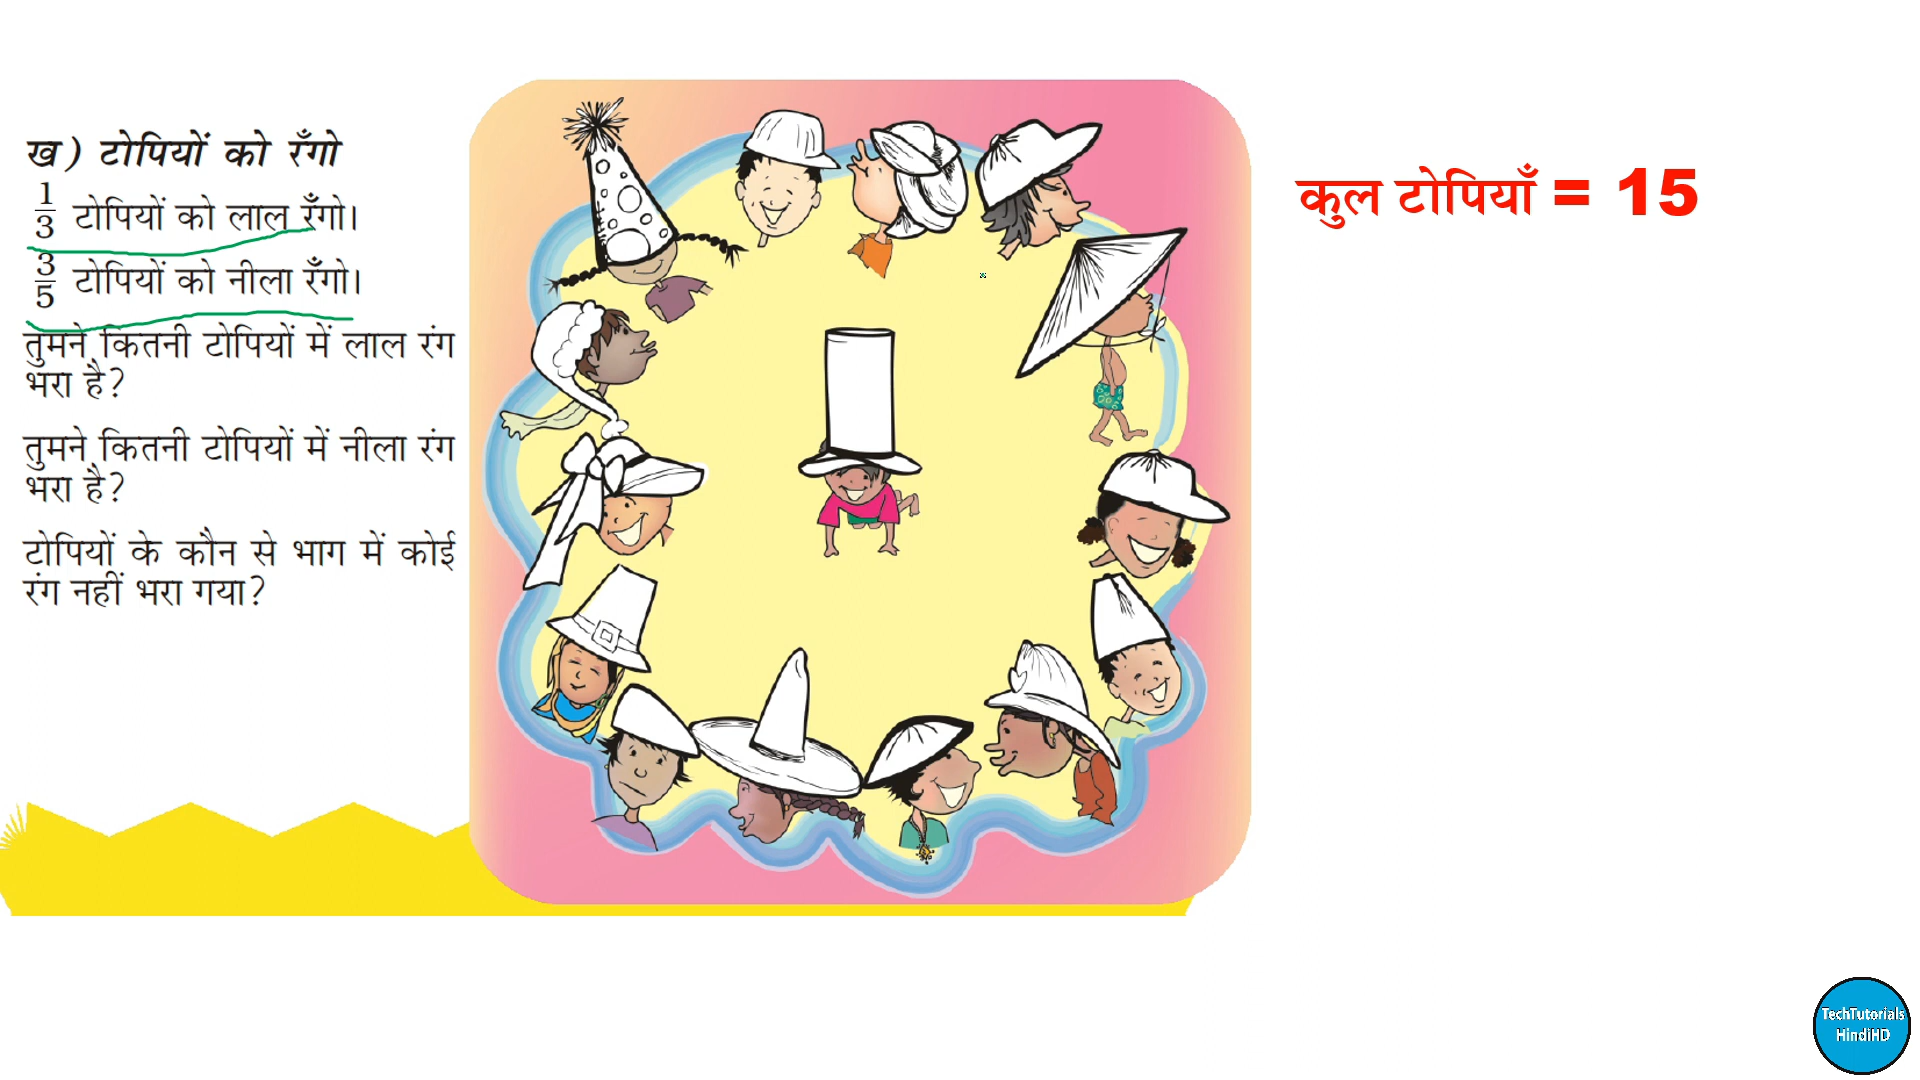 ख) टोपियों को रँगो
1/3 टोपियों को लाल रँगो।
3/5 टोपियों को नीला रँगो।
तुमने कितनी टोपियों में लाल रंग
भरा है?
तुमने कितनी टोपियों में नीला रंग
भरा है?
टोपियों के कौन से भाग में कोई
रंग नहीं भरा गया?
कुल टोपियाँ = 15
TechTutorials
HindiHD